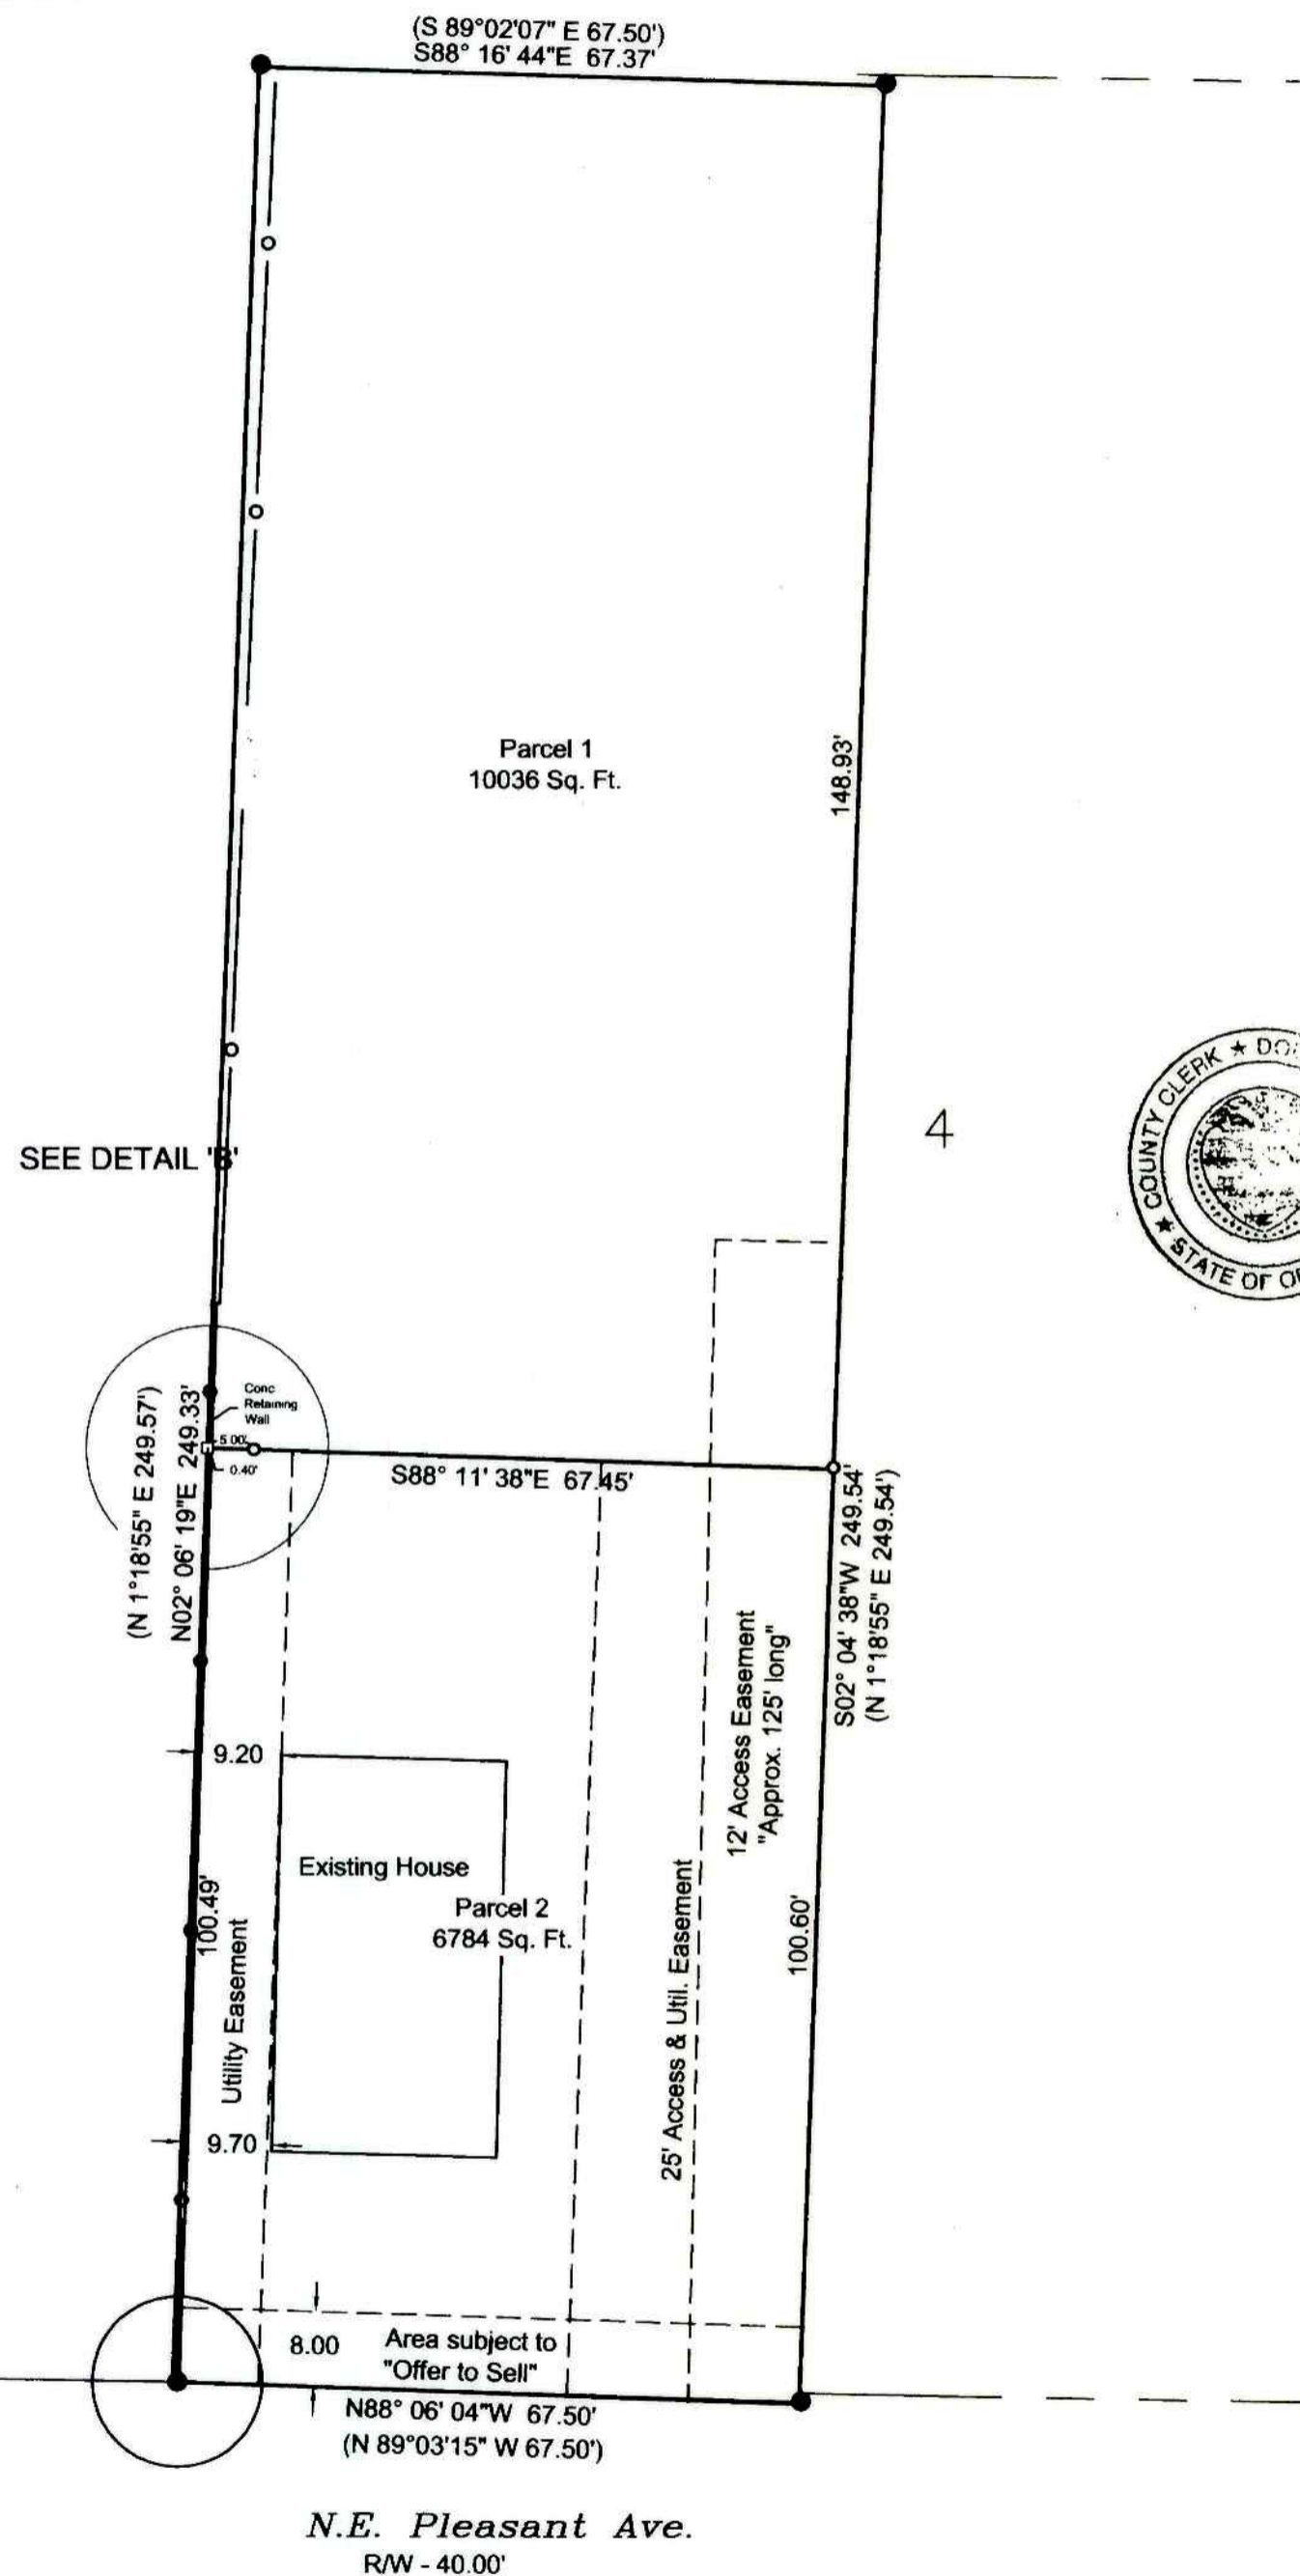 (S 89°02'07" E 67.50')
S88° 16' 44"E 67.37'
Parcel 1
10036 Sq. Ft.
148.93'
SEE DETAIL 'B'
4
COUNTY CLERK ★
★ STATE OF
(N 1°18'55" E 249.57')
N02° 06' 19"E 249.33'
Conc
Retaining
Wall
5.00'
0.40'
S88° 11' 38"E 67.45'
S02° 04' 38"W 249.54'
(N 1°18'55" E 249.54')
12' Access Easement
"Approx. 125' long"
9.20
Existing House
Parcel 2
6784 Sq. Ft.
100.49'
Utility Easement
25' Access & Util. Easement
100.60'
9.70
8.00
Area subject to
"Offer to Sell"
N88° 06' 04"W 67.50'
(N 89°03'15" W 67.50')
N.E. Pleasant Ave.
R/W - 40.00'